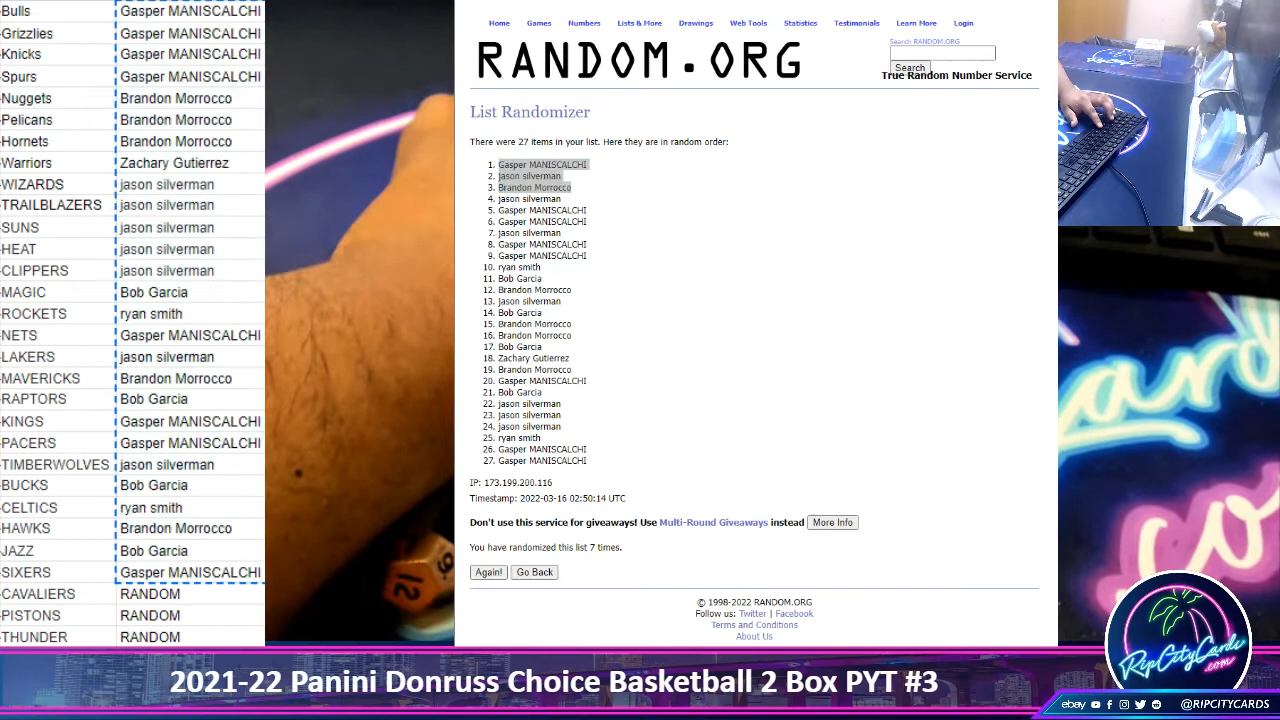 -Bulls Gasper MANISCALCHI
-Grizzlies Gasper MANISCALCHI
-Knicks Gasper MANISCALCHI
-Spurs Gasper MANISCALCHI
-Nuggets Brandon Morrocco
-Pelicans Brandon Morrocco
-Hornets Brandon Morrocco
-Warriors Zachary Gutierrez
-WIZARDS jason silverman
-TRAILBLAZERS jason silverman
-SUNS jason silverman
-HEAT jason silverman
-CLIPPERS jason silverman
-MAGIC Bob Garcia
-ROCKETS ryan smith
-NETS Gasper MANISCALCHI
-LAKERS jason silverman
-MAVERICKS Brandon Morrocco
-RAPTORS Bob Garcia
-KINGS Gasper MANISCALCHI
-PACERS Gasper MANISCALCHI
-TIMBERWOLVES jason silverman
-BUCKS Bob Garcia
-CELTICS ryan smith
-HAWKS Brandon Morrocco
-JAZZ Bob Garcia
-SIXERS Gasper MANISCALCHI
-CAVALIERS RANDOM
-PISTONS RANDOM
-THUNDER RANDOM
Home Games Numbers Lists & More Drawings Web Tools Statistics Testimonials Learn More Login
RANDOM.ORG
Search RANDOM.ORG
Search
True Random Number Service
List Randomizer
There were 27 items in your list. Here they are in random order:
1. Gasper MANISCALCHI
2. jason silverman
3. Brandon Morrocco
4. jason silverman
5. Gasper MANISCALCHI
6. Gasper MANISCALCHI
7. jason silverman
8. Gasper MANISCALCHI
9. Gasper MANISCALCHI
10. ryan smith
11. Bob Garcia
12. Brandon Morrocco
13. jason silverman
14. Bob Garcia
15. Brandon Morrocco
16. Brandon Morrocco
17. Bob Garcia
18. Zachary Gutierrez
19. Brandon Morrocco
20. Gasper MANISCALCHI
21. Bob Garcia
22. jason silverman
23. jason silverman
24. jason silverman
25. ryan smith
26. Gasper MANISCALCHI
27. Gasper MANISCALCHI
IP: 173.199.200.116
Timestamp: 2022-03-16 02:50:14 UTC
Don't use this service for giveaways! Use Multi-Round Giveaways instead More Info
You have randomized this list 7 times.
Again! Go Back
© 1998-2022 RANDOM.ORG
Follow us: Twitter | Facebook
Terms and Conditions
About Us
12
RipCityCards
.com
2021-22 Panini Donruss Choice Basketball 2 Box PYT #3
ebay @RIPCITYCARDS